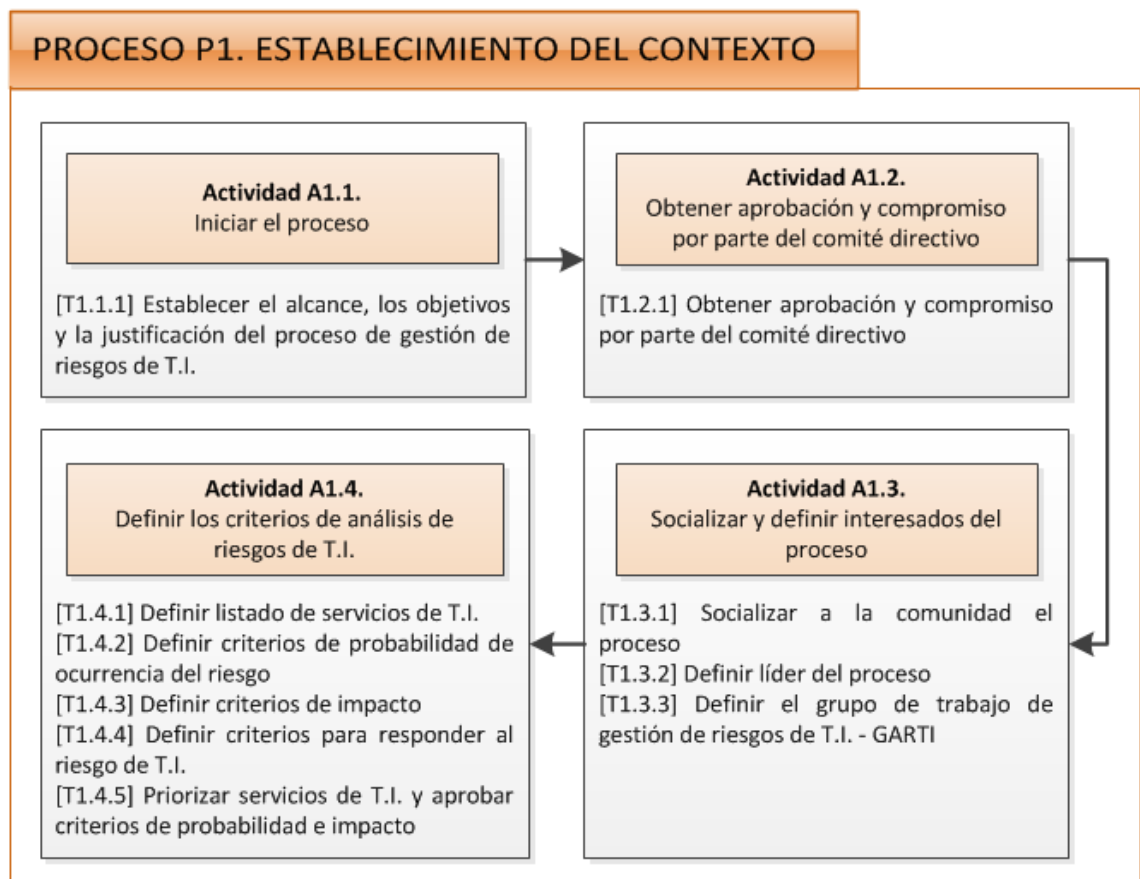 PROCESO P1. ESTABLECIMIENTO DEL CONTEXTO
Actividad A1.1.
Iniciar el proceso
[T1.1.1] Establecer el alcance, los objetivos
y la justificación del proceso de gestión de
riesgos de T.I.
Actividad A1.2.
Obtener aprobación y compromiso
por parte del comité directivo
[T1.2.1] Obtener aprobación y compromiso
por parte del comité directivo
Actividad A1.3.
Socializar y definir interesados del
proceso
[T1.3.1] Socializar a la comunidad el
proceso
[T1.3.2] Definir líder del proceso
[T1.3.3] Definir el grupo de trabajo de
gestión de riesgos de T.I. - GARTI
Actividad A1.4.
Definir los criterios de análisis de
riesgos de T.I.
[T1.4.1] Definir listado de servicios de T.I.
[T1.4.2] Definir criterios de probabilidad de
ocurrencia del riesgo
[T1.4.3] Definir criterios de impacto
[T1.4.4] Definir criterios para responder al
riesgo de T.I.
[T1.4.5] Priorizar servicios de T.I. y aprobar
criterios de probabilidad e impacto